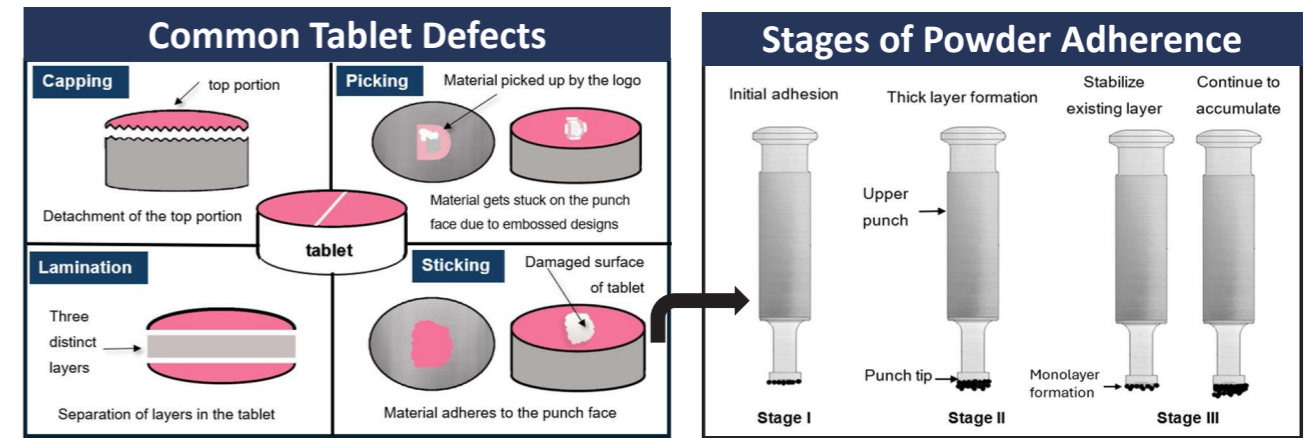 Common Tablet Defects
Capping
top portion
Detachment of the top portion
Picking
Material picked up by the logo
D
Material gets stuck on the punch
face due to embossed designs
tablet
Lamination
Three
distinct
layers
Separation of layers in the tablet
Sticking
Damaged surface
of tablet
Material adheres to the punch face
Stages of Powder Adherence
Initial adhesion
Thick layer formation
Stabilize
existing layer
Continue to
accumulate
Upper
punch
Punch tip
Monolayer
formation
Stage I
Stage II
Stage III